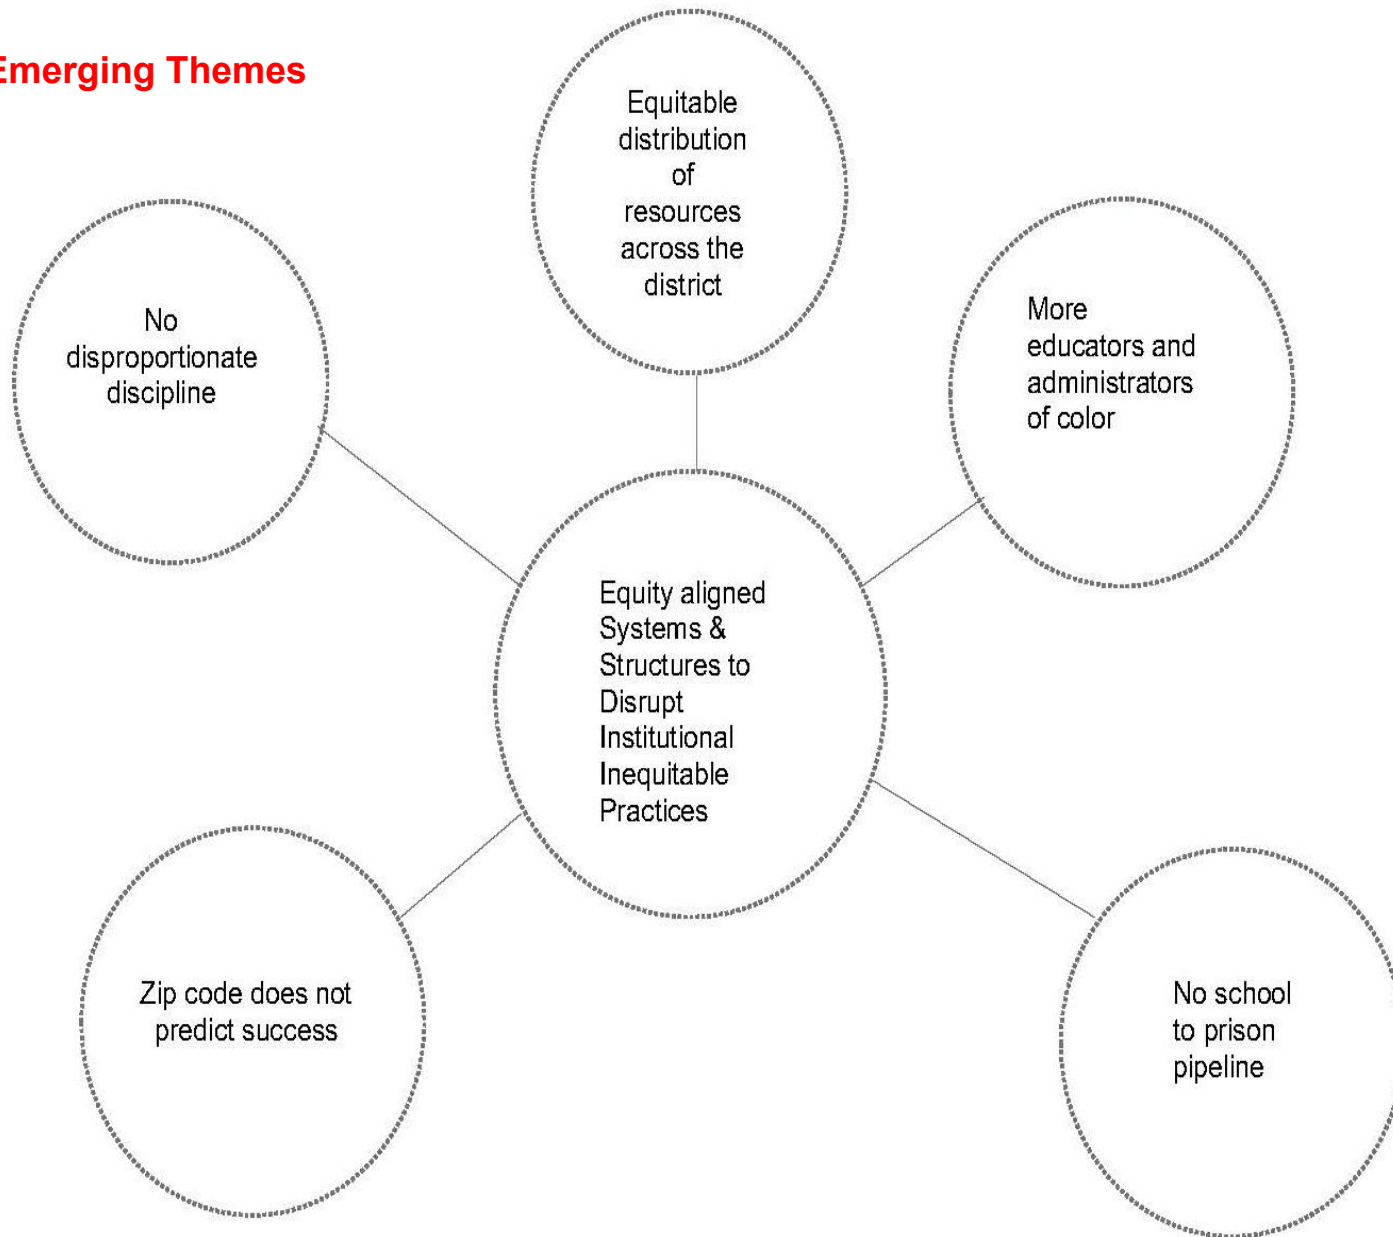 Emerging Themes
Equitable
distribution
of
resources
across the
district
No
disproportionate
discipline
More
educators and
administrators
of color
Equity aligned
Systems &
Structures to
Disrupt
Institutional
Inequitable
Practices
Zip code does not
predict success
No school
to prison
pipeline